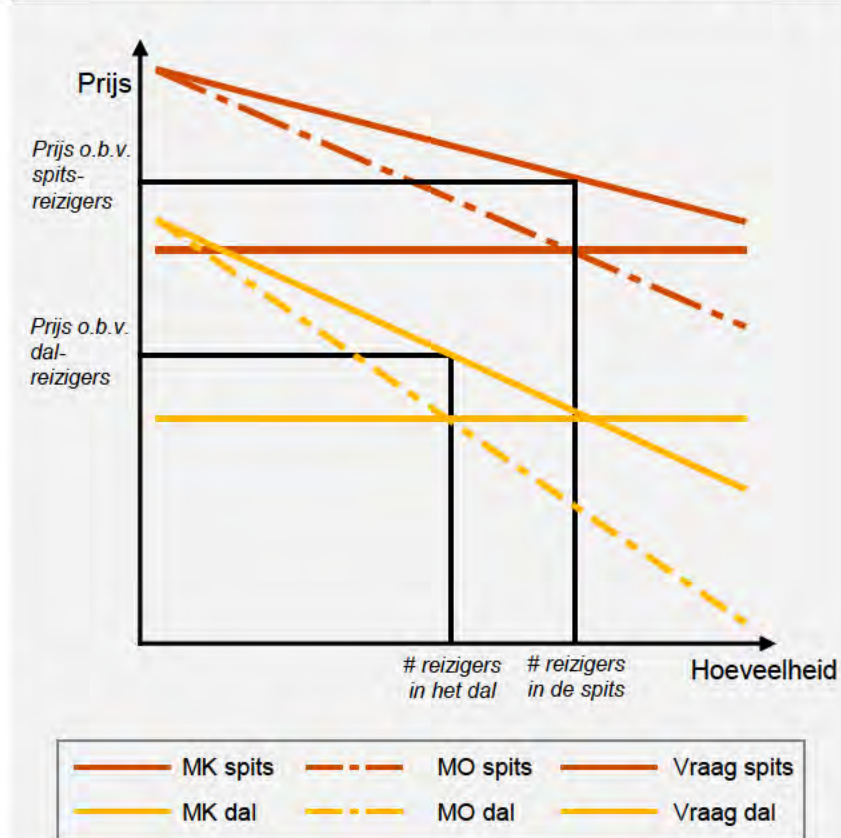 Prijs
Prijs o.b.v.
spits-
reizigers
Prijs o.b.v.
dal-
reizigers
# reizigers
in het dal
# reizigers
in de spits
Hoeveelheid
MK spits
MO spits
Vraag spits
MK dal
MO dal
Vraag dal